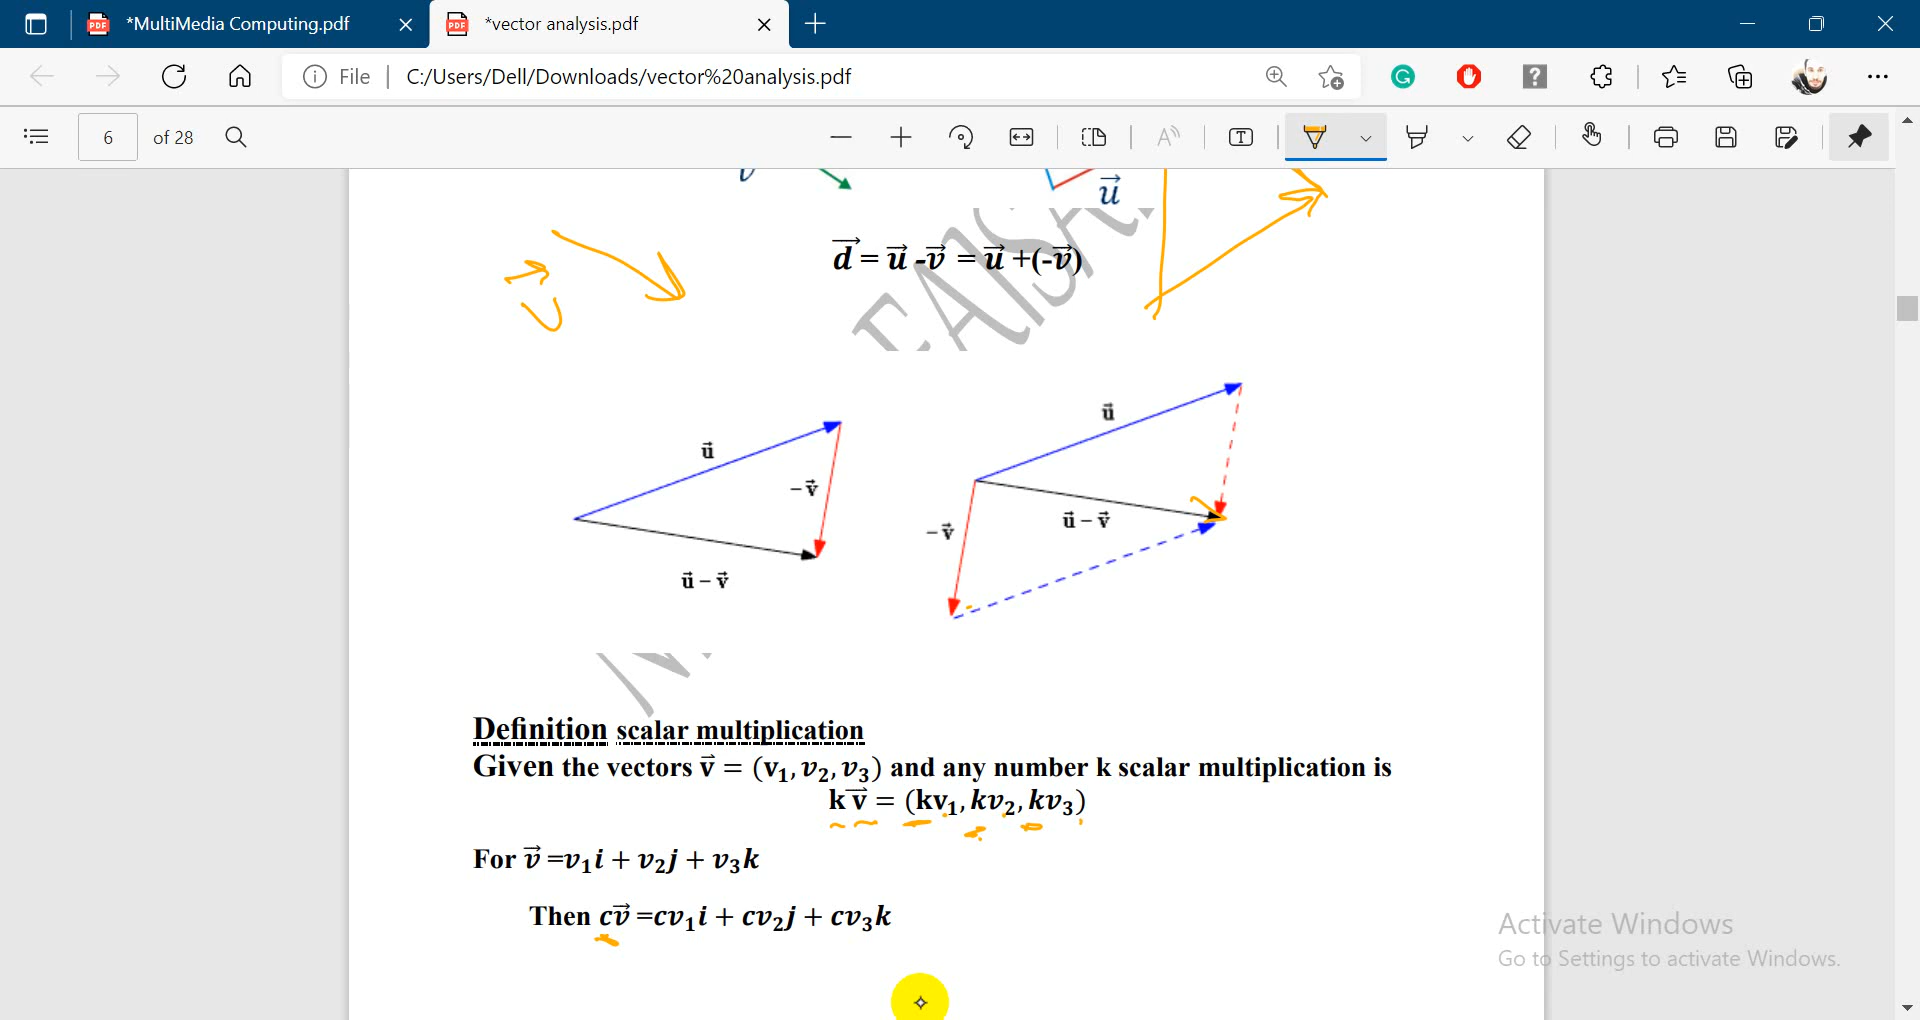 *MultiMedia Computing.pdf
*vector analysis.pdf
File | C:/Users/Dell/Downloads/vector%20analysis.pdf
6 of 28
v⃗ u⃗
d⃗ = u⃗ -v⃗ = u⃗ +(-v⃗)
FAISA
u⃗
-v⃗
u⃗ - v⃗
u⃗
-v⃗
u⃗ - v⃗
Definition scalar multiplication
Given the vectors v⃗ = (v₁, v₂, v₃) and any number k scalar multiplication is
k v⃗ = (kv₁, kv₂, kv₃)
For v⃗ =v₁i + v₂j + v₃k
Then cv⃗ =cv₁i + cv₂j + cv₃k
Activate Windows
Go to Settings to activate Windows.